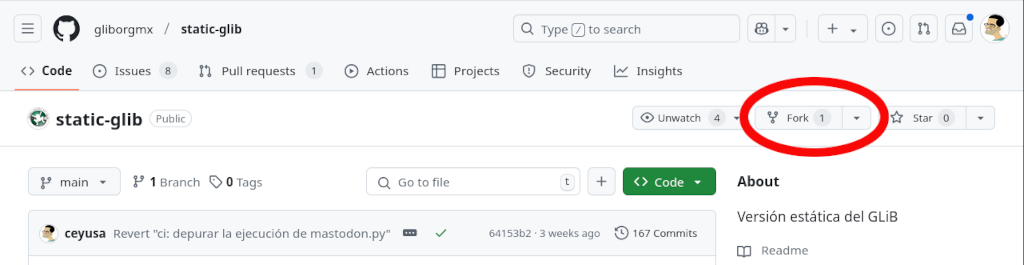 gliborgmx / static-glib Type / to search
Code Issues 8 Pull requests 1 Actions Projects Security Insights
static-glib Public Unwatch 4 Fork 1 Star 0
main 1 Branch 0 Tags Go to file t + Code About
Versión estática del GLiB
ceyusa Revert "ci: depurar la ejecución de mastodon.py" 64153b2 · 3 weeks ago 167 Commits
Readme